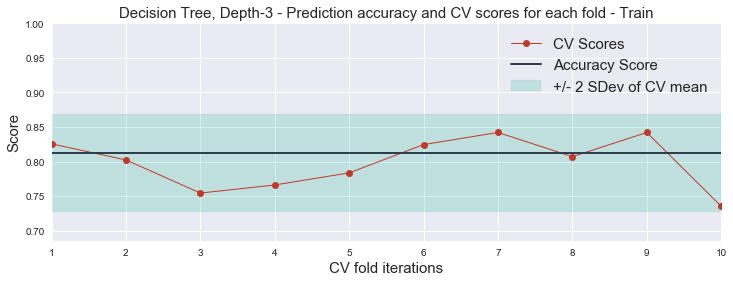 Decision Tree, Depth-3 - Prediction accuracy and CV scores for each fold - Train
1.00
0.95
0.90
0.85
0.80
0.75
0.70
Score
CV Scores
Accuracy Score
+/- 2 SDev of CV mean
1 2 3 4 5 6 7 8 9 10
CV fold iterations